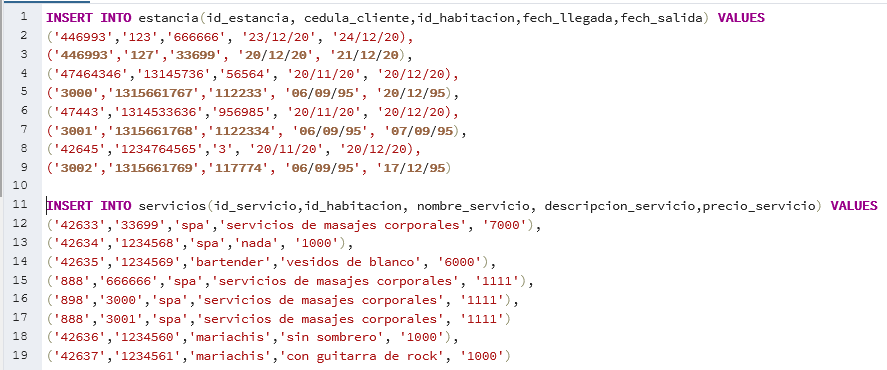 1 INSERT INTO estancia(id_estancia, cedula_cliente,id_habitacion,fech_llegada,fech_salida) VALUES
2 ('446993','123','666666', '23/12/20', '24/12/20),
3 ('446993','127','33699', '20/12/20', '21/12/20),
4 ('47464346','13145736','56564', '20/11/20', '20/12/20),
5 ('3000','1315661767','112233', '06/09/95', '20/12/95),
6 ('47443','1314533636','956985', '20/11/20', '20/12/20),
7 ('3001','1315661768','1122334', '06/09/95', '07/09/95),
8 ('42645','1234764565','3', '20/11/20', '20/12/20),
9 ('3002','1315661769','117774', '06/09/95', '17/12/95)
10
11 INSERT INTO servicios(id_servicio,id_habitacion, nombre_servicio, descripcion_servicio,precio_servicio) VALUES
12 ('42633','33699','spa','servicios de masajes corporales', '7000'),
13 ('42634','1234568','spa','nada', '1000'),
14 ('42635','1234569','bartender','vesidos de blanco', '6000'),
15 ('888','666666','spa','servicios de masajes corporales', '1111'),
16 ('898','3000','spa','servicios de masajes corporales', '1111'),
17 ('888','3001','spa','servicios de masajes corporales', '1111')
18 ('42636','1234560','mariachis','sin sombrero', '1000'),
19 ('42637','1234561','mariachis','con guitarra de rock', '1000')